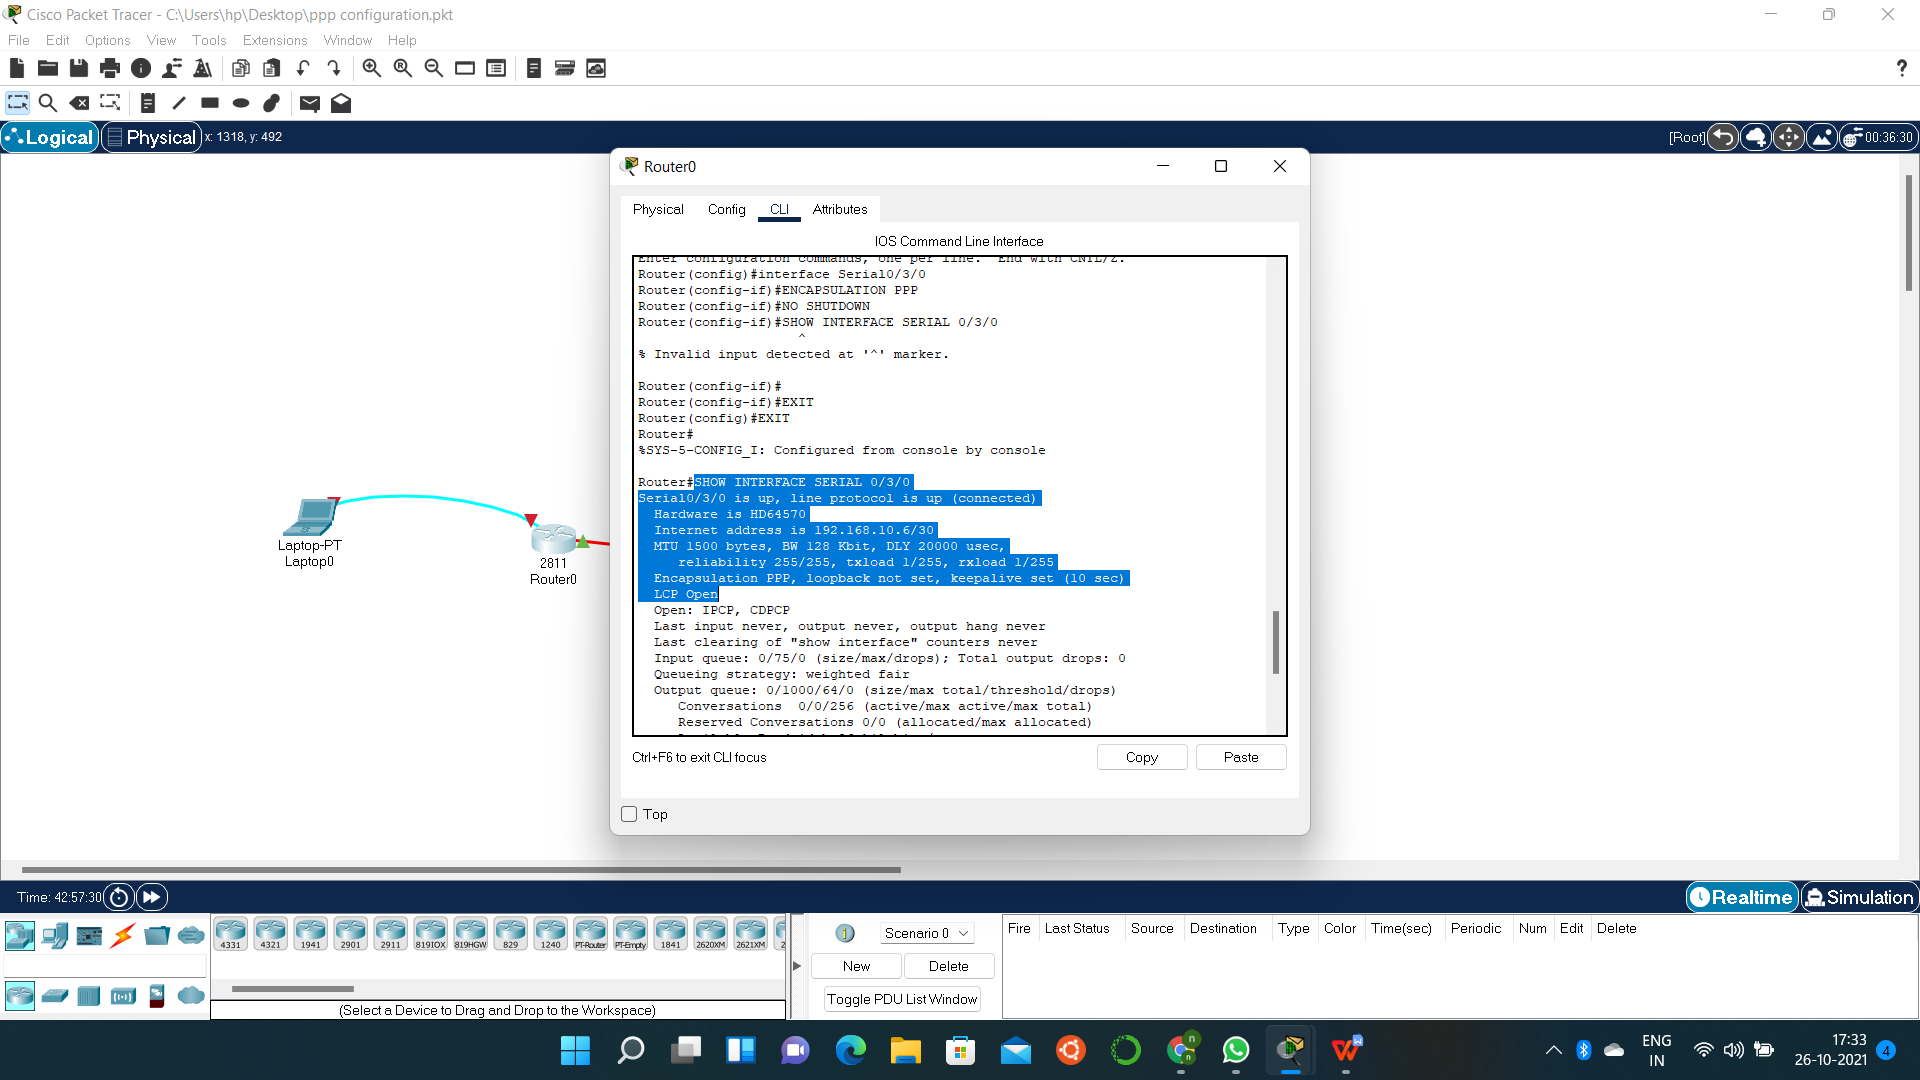 Cisco Packet Tracer - C:\Users\hp\Desktop\ppp configuration.pkt
File Edit Options View Tools Extensions Window Help
?
Logical Physical x: 1318, y: 492 [Root] 00:36:30
Router0
Physical Config CLI Attributes
IOS Command Line Interface
Enter configuration commands, one per line. End with CNTL/Z.
Router(config)#interface Serial0/3/0
Router(config-if)#ENCAPSULATION PPP
Router(config-if)#NO SHUTDOWN
Router(config-if)#SHOW INTERFACE SERIAL 0/3/0
^
% Invalid input detected at '^' marker.
Router(config-if)#
Router(config-if)#EXIT
Router(config)#EXIT
Router#
%SYS-5-CONFIG_I: Configured from console by console
Router#SHOW INTERFACE SERIAL 0/3/0
Serial0/3/0 is up, line protocol is up (connected)
Hardware is HD64570
Internet address is 192.168.10.6/30
MTU 1500 bytes, BW 128 Kbit, DLY 20000 usec,
reliability 255/255, txload 1/255, rxload 1/255
Encapsulation PPP, loopback not set, keepalive set (10 sec)
LCP Open
Open: IPCP, CDPCP
Last input never, output never, output hang never
Last clearing of "show interface" counters never
Input queue: 0/75/0 (size/max/drops); Total output drops: 0
Queueing strategy: weighted fair
Output queue: 0/1000/64/0 (size/max total/threshold/drops)
Conversations 0/0/256 (active/max active/max total)
Reserved Conversations 0/0 (allocated/max allocated)
Ctrl+F6 to exit CLI focus
Copy Paste
Top
Laptop-PT
Laptop0
2811
Router0
Time: 42:57:30
Realtime Simulation
4331 4321 1941 2901 2911 819IOX 819HGW 829 1240 PT-Router PT-Empty 1841 2620XM 2621XM 2
(Select a Device to Drag and Drop to the Workspace)
Scenario 0
New Delete
Toggle PDU List Window
Fire Last Status Source Destination Type Color Time(sec) Periodic Num Edit Delete
ENG
IN
17:33
26-10-2021
4